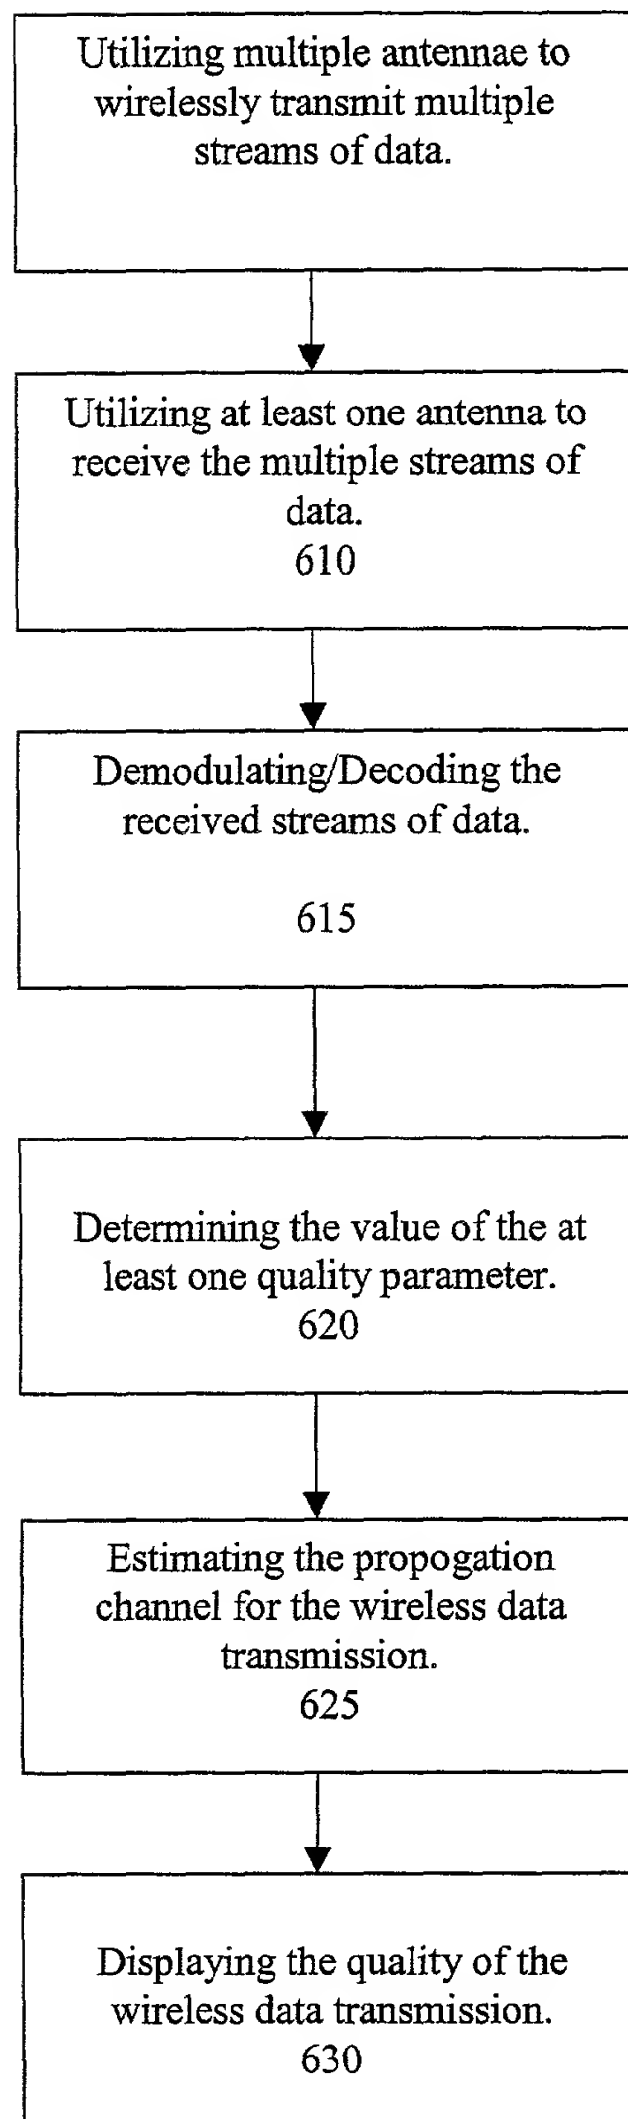 Utilizing multiple antennae to
wirelessly transmit multiple
streams of data.
Utilizing at least one antenna to
receive the multiple streams of
data.
610
Demodulating/Decoding the
received streams of data.
615
Determining the value of the at
least one quality parameter.
620
Estimating the propogation
channel for the wireless data
transmission.
625
Displaying the quality of the
wireless data transmission.
630